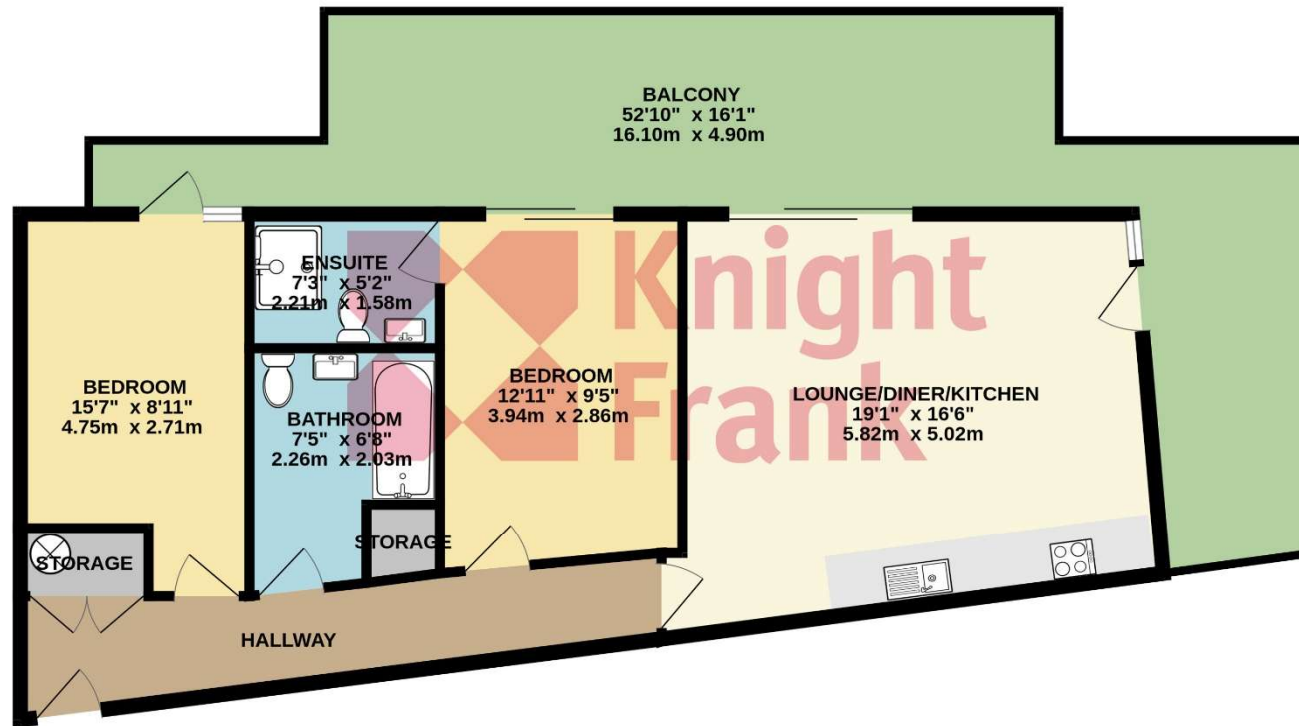 BALCONY
52'10" x 16'1"
16.10m x 4.90m
ENSUITE
7'3" x 5'2"
2.21m x 1.58m
Knight
Frank
BEDROOM
15'7" x 8'11"
4.75m x 2.71m
BATHROOM
7'5" x 6'8"
2.26m x 2.03m
BEDROOM
12'11" x 9'5"
3.94m x 2.86m
LOUNGE/DINER/KITCHEN
19'1" x 16'6"
5.82m x 5.02m
STORAGE
STORAGE
HALLWAY